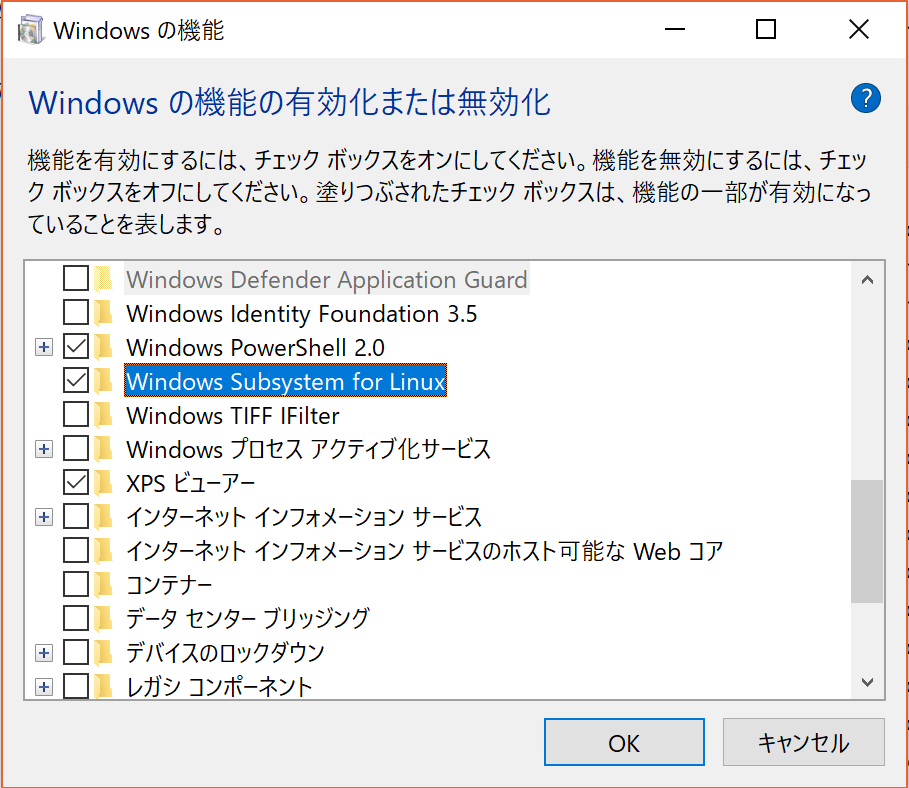 Windows の機能
Windows の機能の有効化または無効化
?
機能を有効にするには、チェック ボックスをオンにしてください。機能を無効にするには、チェッ
ク ボックスをオフにしてください。塗りつぶされたチェック ボックスは、機能の一部が有効になっ
ていることを表します。
Windows Defender Application Guard
Windows Identity Foundation 3.5
Windows PowerShell 2.0
Windows Subsystem for Linux
Windows TIFF IFilter
Windows プロセス アクティブ化サービス
XPS ビューアー
インターネット インフォメーション サービス
インターネット インフォメーション サービスのホスト可能な Web コア
コンテナー
データ センター ブリッジング
デバイスのロックダウン
レガシ コンポーネント
OK
キャンセル